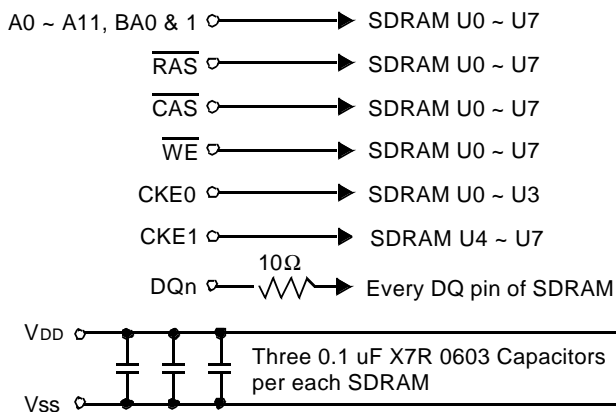 A0 ~ A11, BA0 & 1 SDRAM U0 ~ U7
RAS SDRAM U0 ~ U7
CAS SDRAM U0 ~ U7
WE SDRAM U0 ~ U7
CKE0 SDRAM U0 ~ U3
CKE1 SDRAM U4 ~ U7
10Ω
DQn Every DQ pin of SDRAM
VDD
Three 0.1 uF X7R 0603 Capacitors
per each SDRAM
Vss